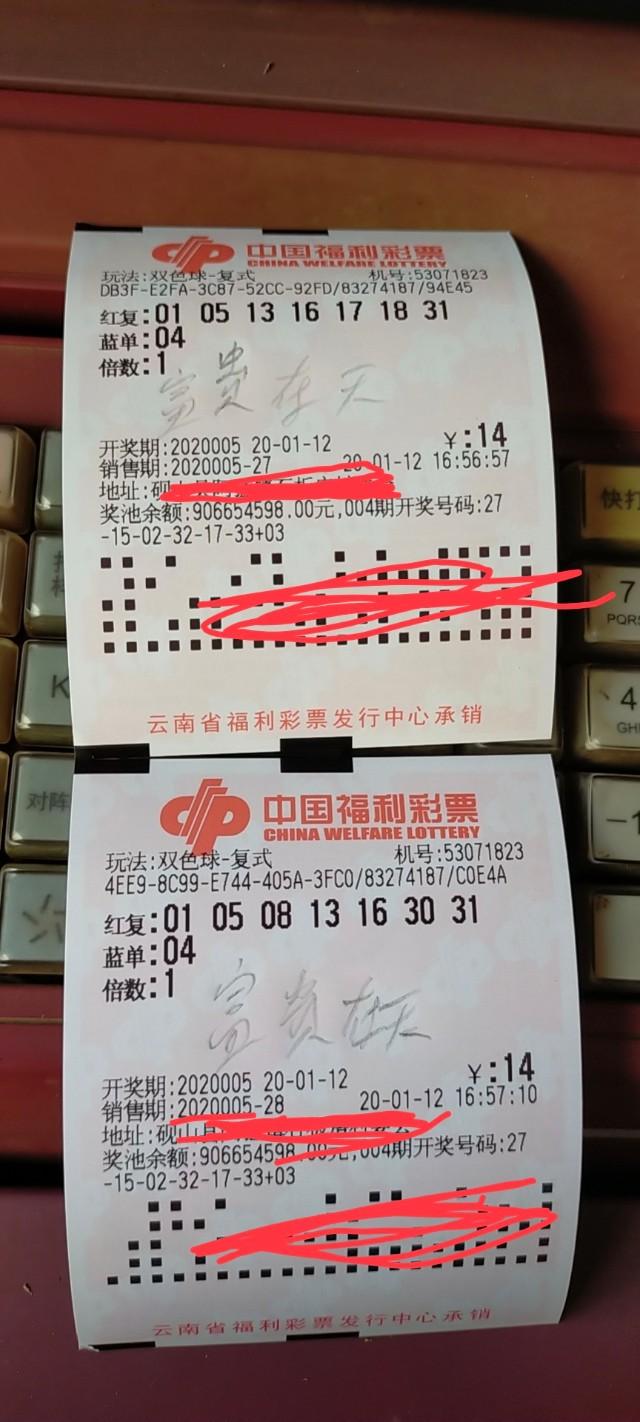 中国福利彩票
CHINA WELFARE LOTTERY
玩法:双色球-复式 机号:53071823
DB3F-E2FA-3C87-52CC-92FD/83274187/94E45
红复:01 05 13 16 17 18 31
蓝单:04
倍数:1
富贵在天
开奖期:2020005 20-01-12 ¥:14
销售期:2020005-27 20-01-12 16:56:57
地址:砚
奖池余额:906654598.00元,004期开奖号码:27
-15-02-32-17-33+03
云南省福利彩票发行中心承销
中国福利彩票
CHINA WELFARE LOTTERY
玩法:双色球-复式 机号:53071823
4EE9-8C99-E744-405A-3FC0/83274187/C0E4A
红复:01 05 08 13 16 30 31
蓝单:04
倍数:1
富贵在天
开奖期:2020005 20-01-12 ¥:14
销售期:2020005-28 20-01-12 16:57:10
地址:砚山县
奖池余额:906654598.00元,004期开奖号码:27
-15-02-32-17-33+03
云南省福利彩票发行中心承销
快打
7
PQRS
K
4
GHI
对阵